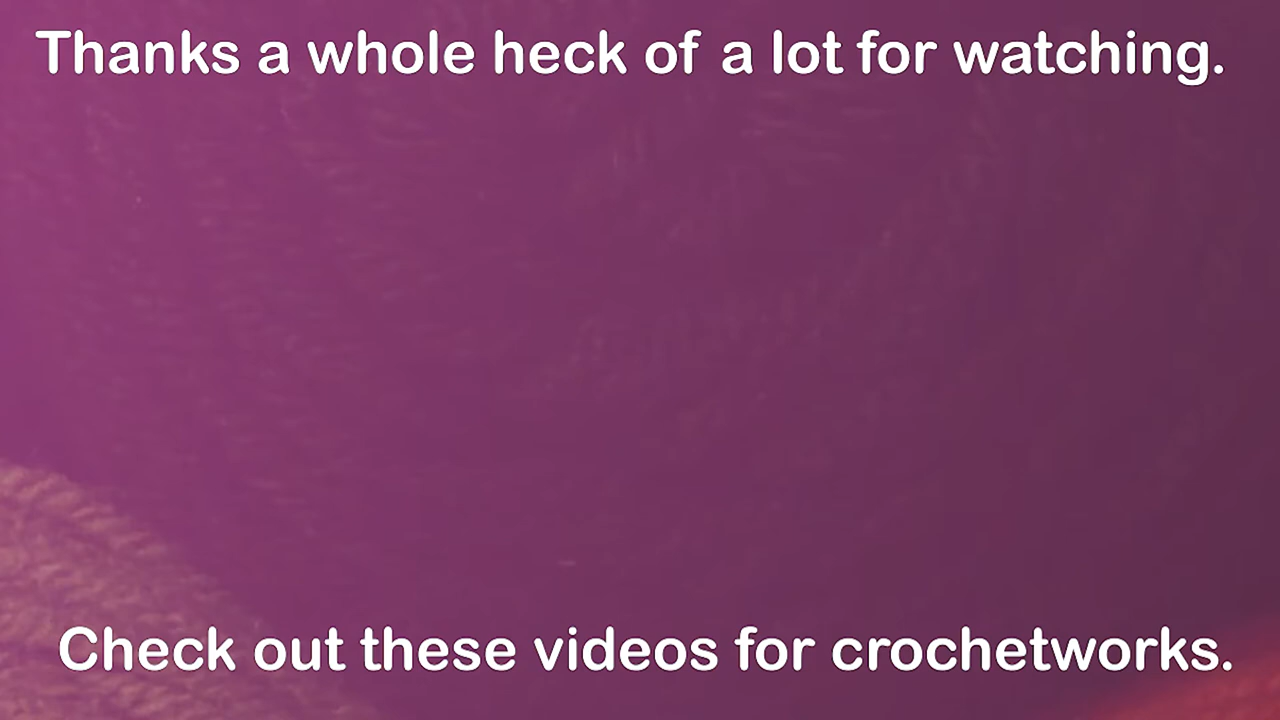 Thanks a whole heck of a lot for watching.
Check out these videos for crochetworks.